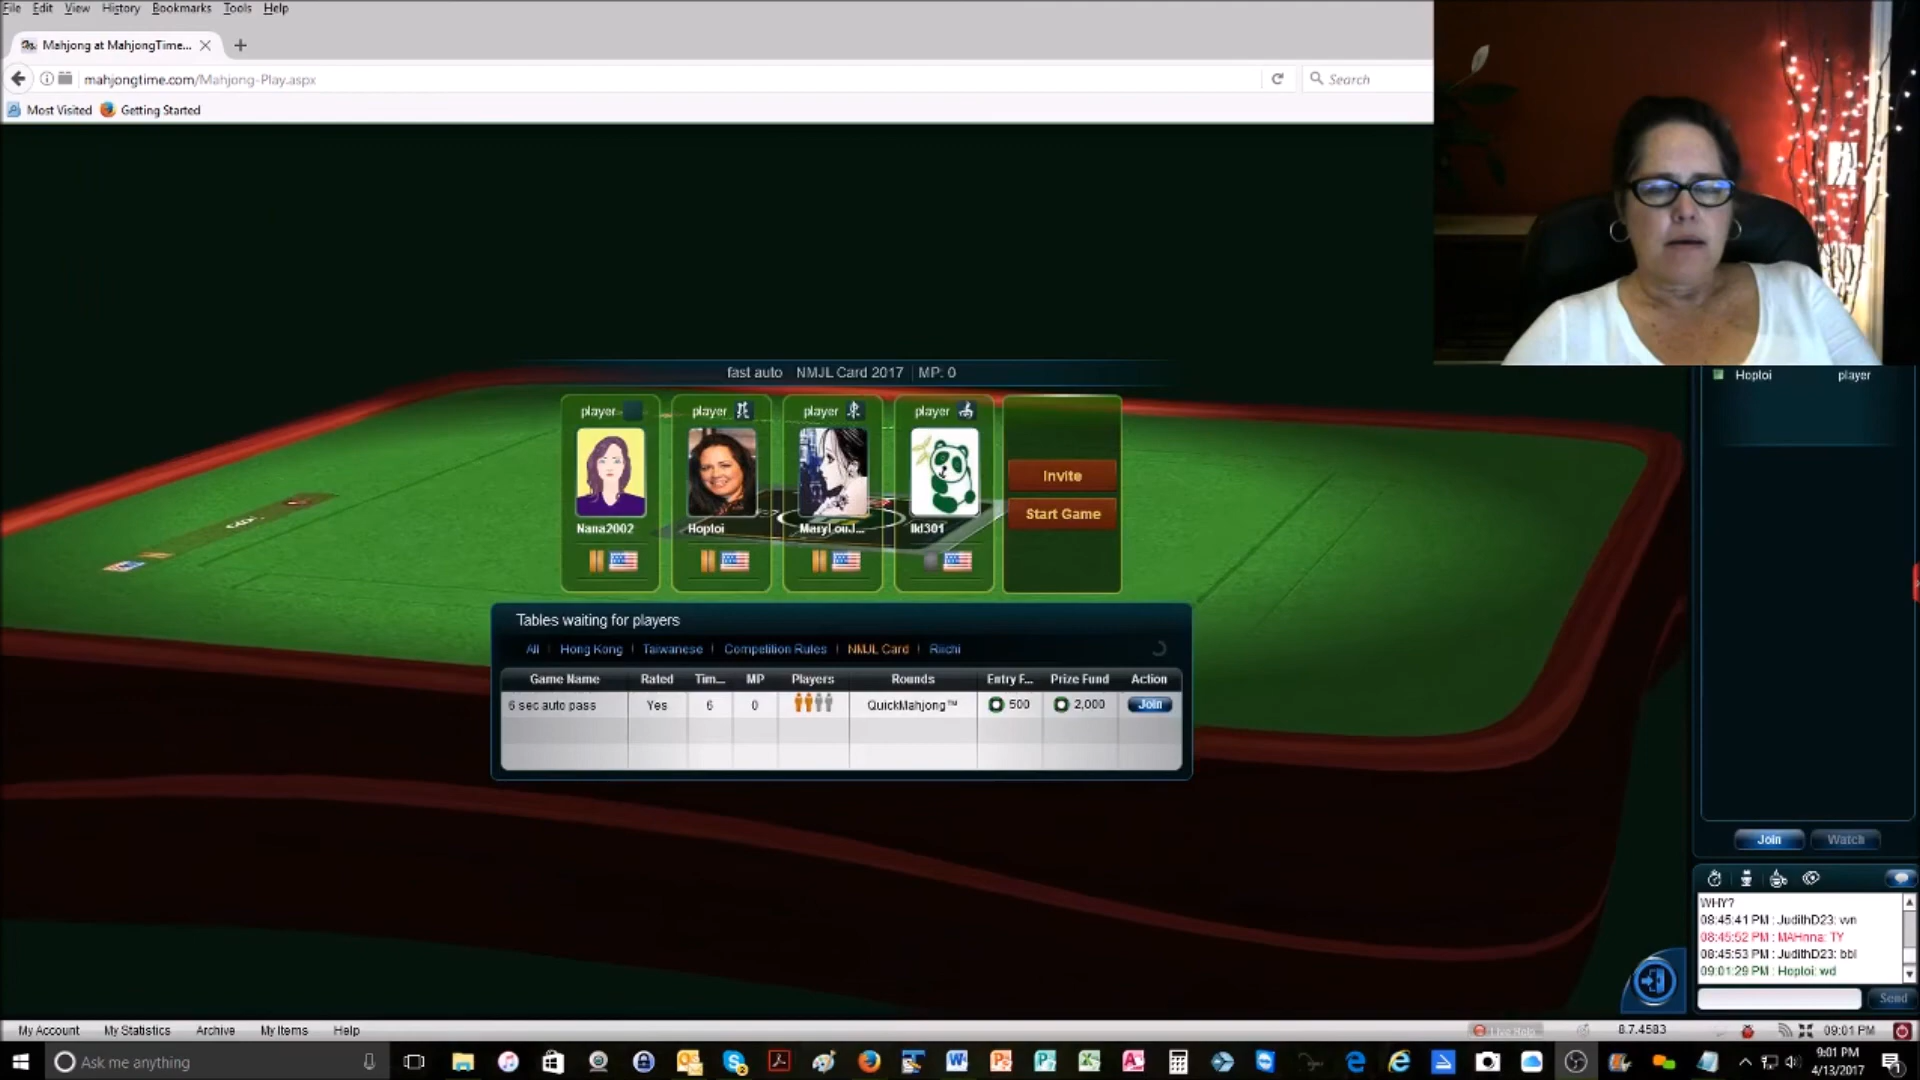 File Edit View History Bookmarks Tools Help
Mahjong at MahjongTime...
mahjongtime.com/Mahjong-Play.aspx
Search
Most Visited Getting Started
fast auto NMJL Card 2017 MP: 0
player player player player
Nana2002 Hoptoi MaryLouJ...
Invite
Start Game
Hoptoi player
Tables waiting for players
All Hong Kong Taiwanese Competition Rules NMJL Card Riichi
Game Name Rated Tim... MP Players Rounds Entry F... Prize Fund Action
6 sec auto pass Yes 6 0 QuickMahjong™ 500 2,000 Join
Join Watch
WHY?
08:45:41 PM : JudithD23: wn
08:45:52 PM : MAHnna: TY
08:45:53 PM : JudithD23: bbl
09:01:29 PM : Hoptoi: wd
Send
My Account My Statistics Archive My Items Help
Live Help 8.7.4583 09:01 PM
Ask me anything
9:01 PM
4/13/2017